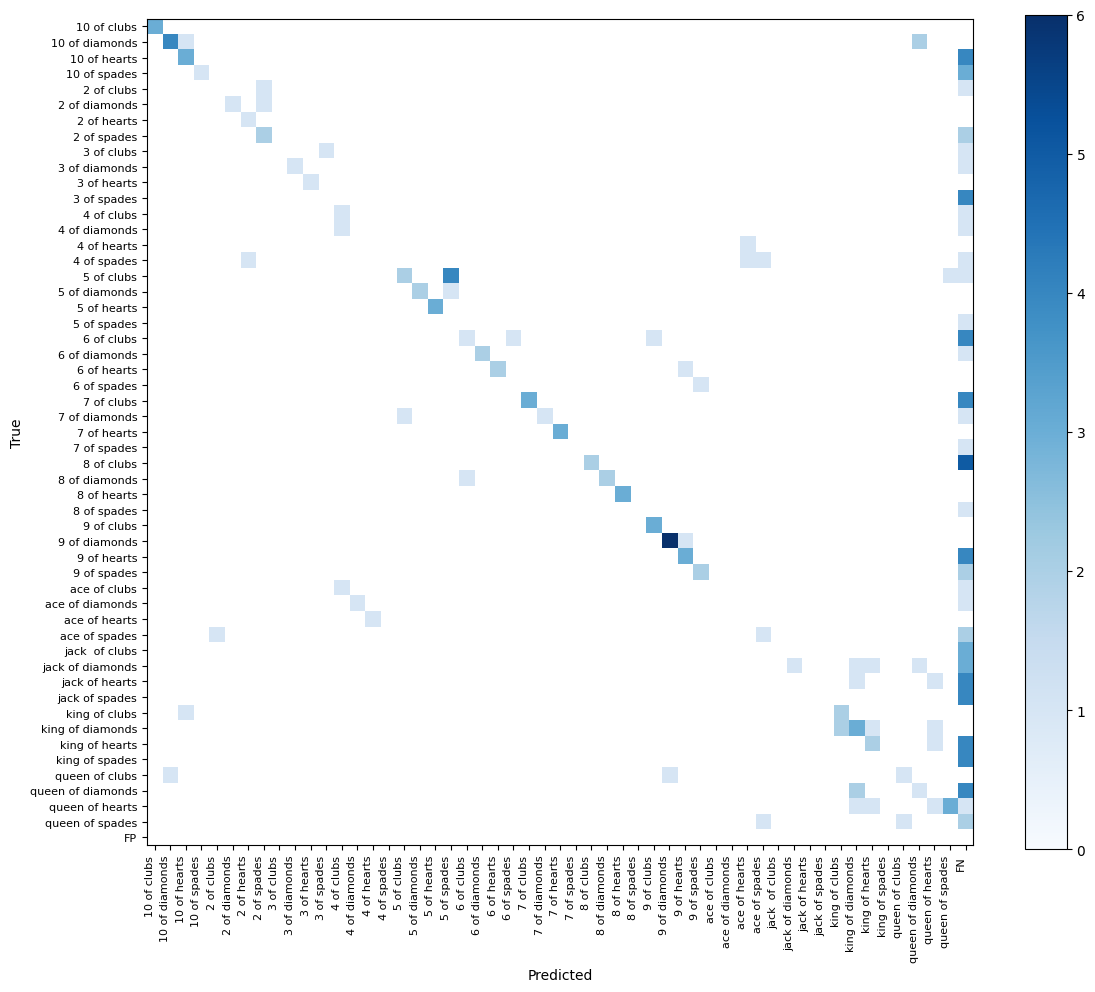 10 of clubs
10 of diamonds
10 of hearts
10 of spades
2 of clubs
2 of diamonds
2 of hearts
2 of spades
3 of clubs
3 of diamonds
3 of hearts
3 of spades
4 of clubs
4 of diamonds
4 of hearts
4 of spades
5 of clubs
5 of diamonds
5 of hearts
5 of spades
6 of clubs
6 of diamonds
6 of hearts
6 of spades
7 of clubs
7 of diamonds
7 of hearts
7 of spades
8 of clubs
8 of diamonds
8 of hearts
8 of spades
9 of clubs
9 of diamonds
9 of hearts
9 of spades
ace of clubs
ace of diamonds
ace of hearts
ace of spades
jack  of clubs
jack of diamonds
jack of hearts
jack of spades
king of clubs
king of diamonds
king of hearts
king of spades
queen of clubs
queen of diamonds
queen of hearts
queen of spades
FP
True
10 of clubs
10 of diamonds
10 of hearts
10 of spades
2 of clubs
2 of diamonds
2 of hearts
2 of spades
3 of clubs
3 of diamonds
3 of hearts
3 of spades
4 of clubs
4 of diamonds
4 of hearts
4 of spades
5 of clubs
5 of diamonds
5 of hearts
5 of spades
6 of clubs
6 of diamonds
6 of hearts
6 of spades
7 of clubs
7 of diamonds
7 of hearts
7 of spades
8 of clubs
8 of diamonds
8 of hearts
8 of spades
9 of clubs
9 of diamonds
9 of hearts
9 of spades
ace of clubs
ace of diamonds
ace of hearts
ace of spades
jack  of clubs
jack of diamonds
jack of hearts
jack of spades
king of clubs
king of diamonds
king of hearts
king of spades
queen of clubs
queen of diamonds
queen of hearts
queen of spades
FN
Predicted
6
5
4
3
2
1
0